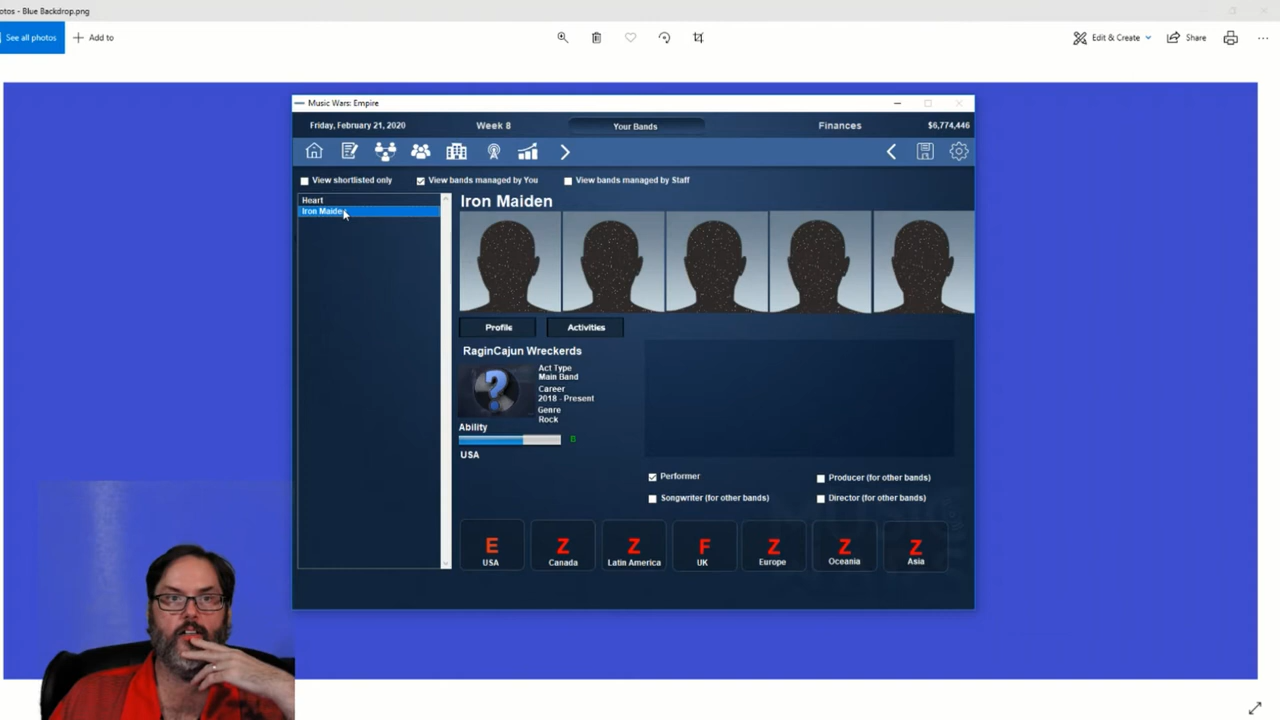 otos - Blue Backdrop.png
See all photos
Add to
Edit & Create
Share
Music Wars: Empire
Friday, February 21, 2020
Week 8
Your Bands
Finances
$6,774,446
View shortlisted only
View bands managed by You
View bands managed by Staff
Heart
Iron Maide
Iron Maiden
Profile
Activities
RaginCajun Wreckerds
Act Type
Main Band
Career
2018 - Present
Genre
Rock
Ability
B
USA
Performer
Producer (for other bands)
Songwriter (for other bands)
Director (for other bands)
E
USA
Z
Canada
Z
Latin America
F
UK
Z
Europe
Z
Oceania
Z
Asia